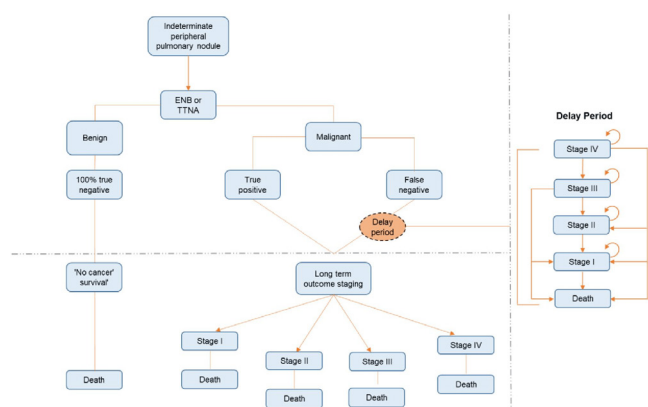 Indeterminate
peripheral
pulmonary nodule
ENB or
TTNA
Benign
Malignant
100% true
negative
True
positive
False
negative
Delay
period
'No cancer'
survival'
Long term
outcome staging
Stage I
Stage II
Stage III
Stage IV
Death
Death
Death
Death
Death
Delay Period
Stage IV
Stage III
Stage II
Stage I
Death